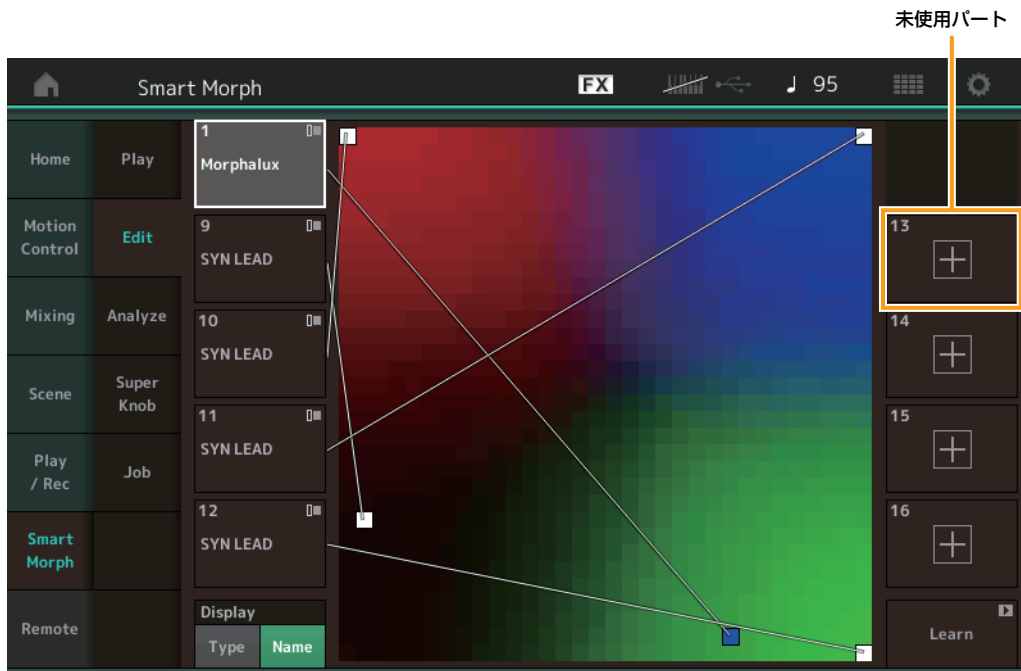 未使用パート
Smart Morph
FX
95
Home
Play
Motion
Control
Edit
Mixing
Analyze
Scene
Super
Knob
Play
/ Rec
Job
Smart
Morph
Remote
1
Morphalux
9
SYN LEAD
10
SYN LEAD
11
SYN LEAD
12
SYN LEAD
Display
Type
Name
13
14
15
16
Learn